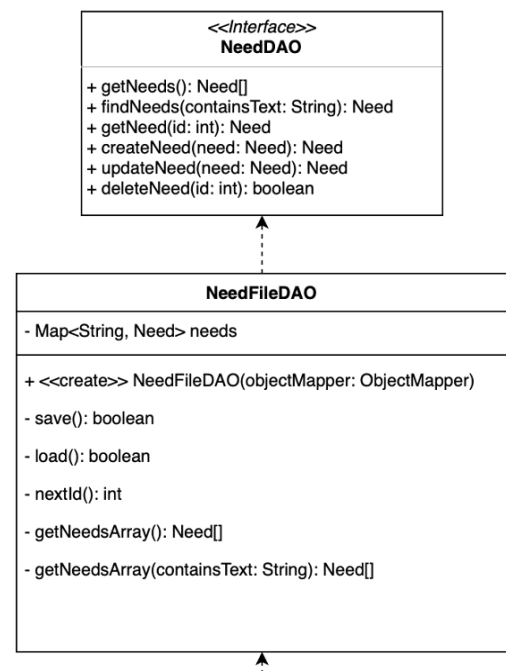 <<Interface>>
NeedDAO
+ getNeeds(): Need[]
+ findNeeds(containsText: String): Need
+ getNeed(id: int): Need
+ createNeed(need: Need): Need
+ updateNeed(need: Need): Need
+ deleteNeed(id: int): boolean
NeedFileDAO
- Map<String, Need> needs
+ <<create>> NeedFileDAO(objectMapper: ObjectMapper)
- save(): boolean
- load(): boolean
- nextId(): int
- getNeedsArray(): Need[]
- getNeedsArray(containsText: String): Need[]